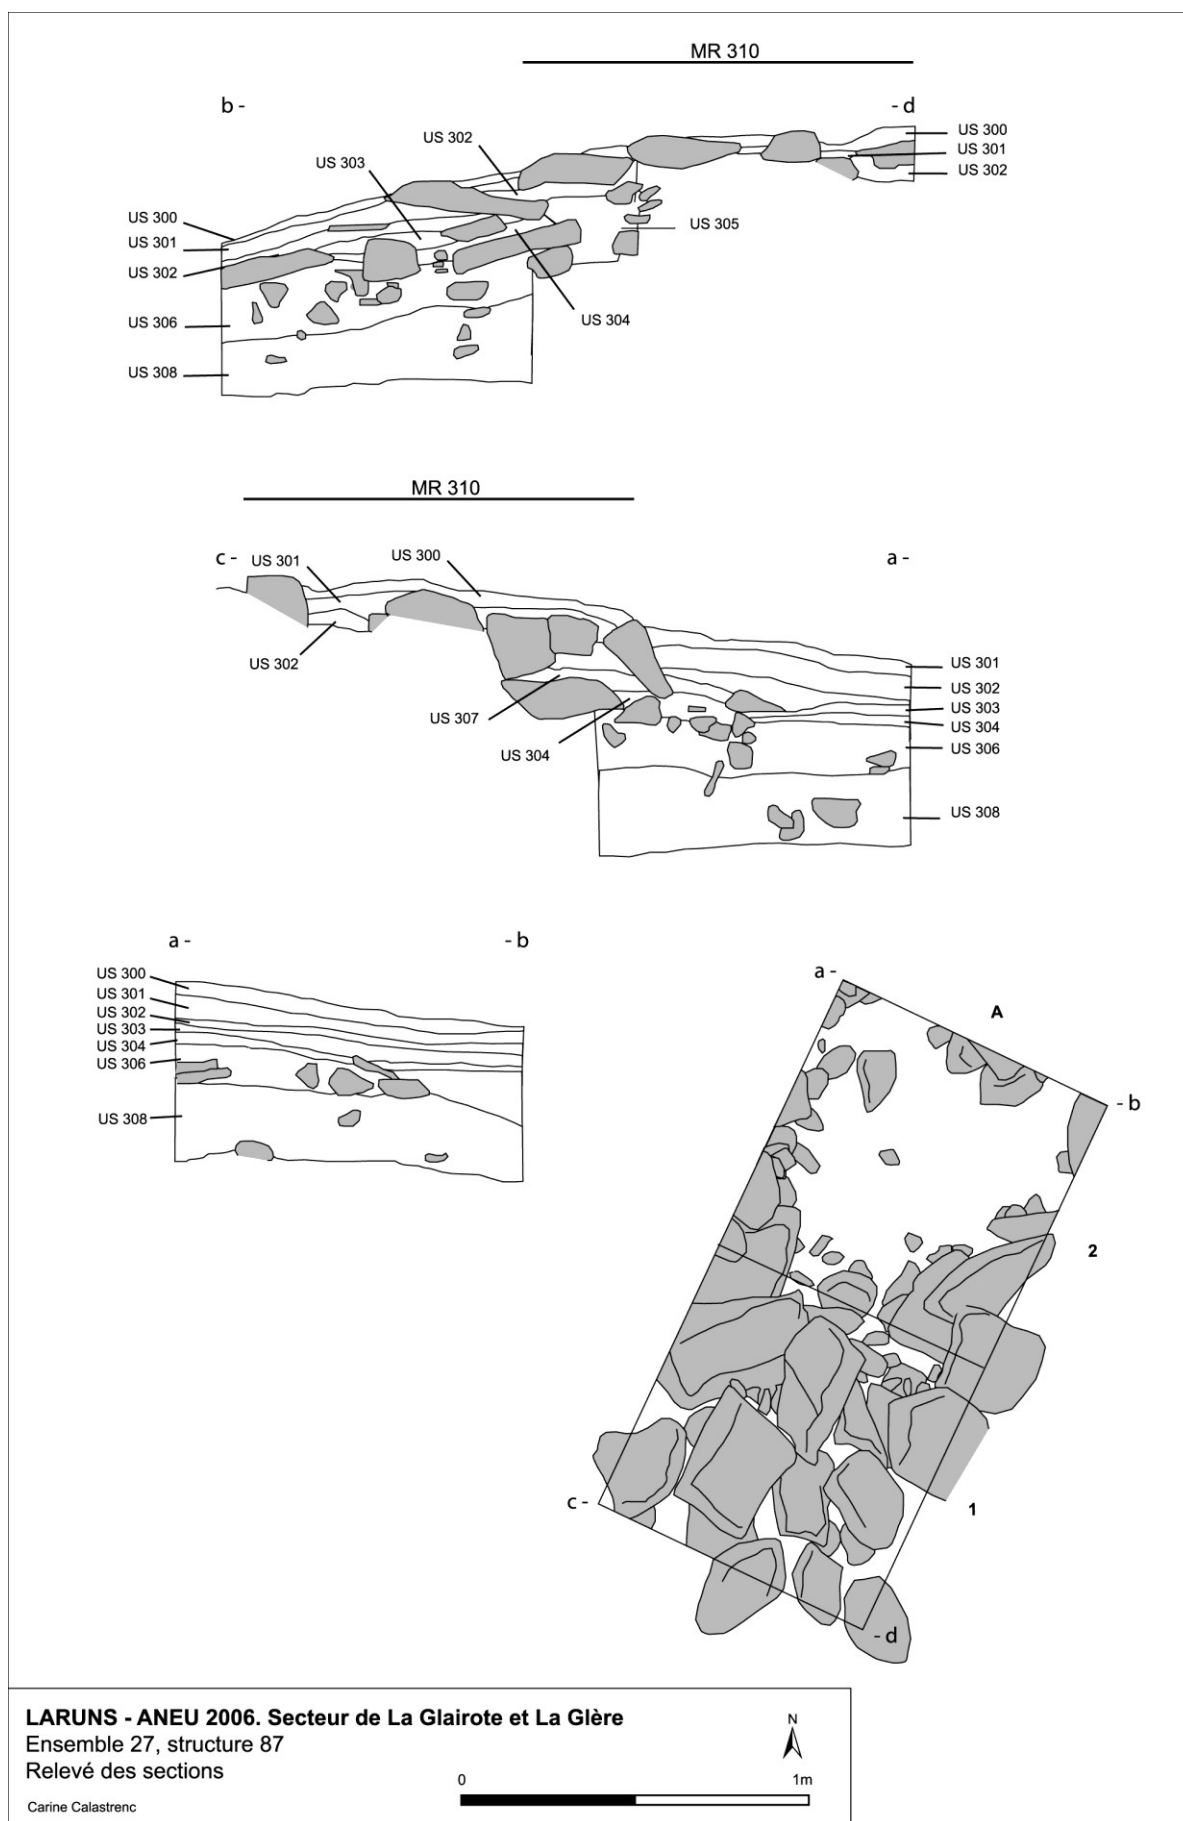 MR 310
b - - d
US 302
US 303
US 300
US 301
US 302
US 300
US 301
US 302
US 305
US 304
US 306
US 308
MR 310
c - a -
US 301
US 300
US 302
US 307
US 304
US 301
US 302
US 303
US 304
US 306
US 308
a - - b
US 300
US 301
US 302
US 303
US 304
US 306
US 308
a -
A
- b
2
c -
1
- d
LARUNS - ANEU 2006. Secteur de La Glairote et La Glère
Ensemble 27, structure 87
Relevé des sections
Carine Calastrenc
N
0 1m